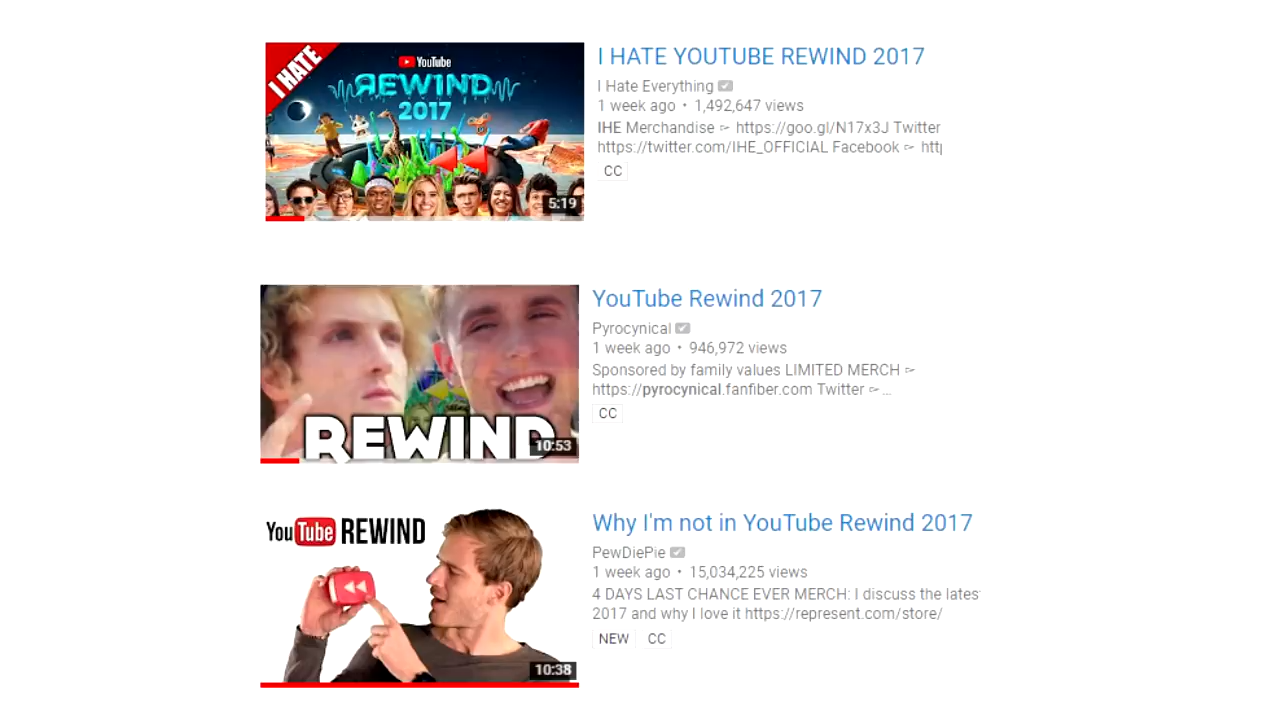 I HATE
YouTube
REWIND
2017
5:19
I HATE YOUTUBE REWIND 2017
I Hate Everything
1 week ago • 1,492,647 views
IHE Merchandise ➢ https://goo.gl/N17x3J Twitter
https://twitter.com/IHE_OFFICIAL Facebook ➢ http
CC
REWIND
10:53
YouTube Rewind 2017
Pyrocynical
1 week ago • 946,972 views
Sponsored by family values LIMITED MERCH ➢
https://pyrocynical.fanfiber.com Twitter ➢...
CC
YouTube REWIND
10:38
Why I'm not in YouTube Rewind 2017
PewDiePie
1 week ago • 15,034,225 views
4 DAYS LAST CHANCE EVER MERCH: I discuss the lates
2017 and why I love it https://represent.com/store/
NEW CC